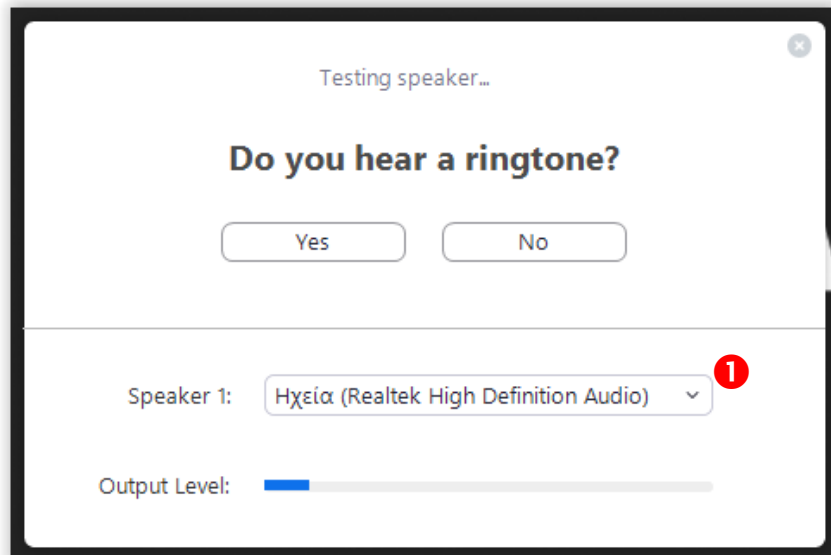 Testing speaker...
Do you hear a ringtone?
Yes No
1
Speaker 1: Ηχεία (Realtek High Definition Audio)
Output Level: